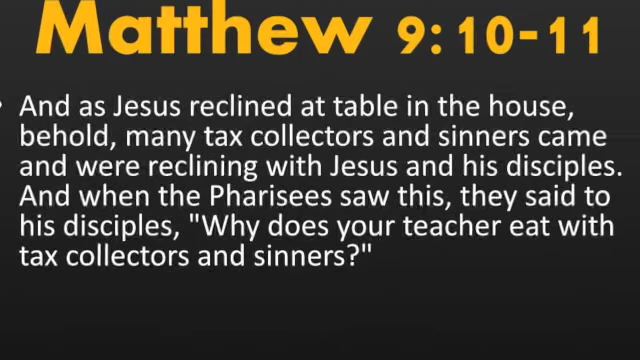 Matthew 9:10-11
• And as Jesus reclined at table in the house,
behold, many tax collectors and sinners came
and were reclining with Jesus and his disciples.
And when the Pharisees saw this, they said to
his disciples, "Why does your teacher eat with
tax collectors and sinners?"